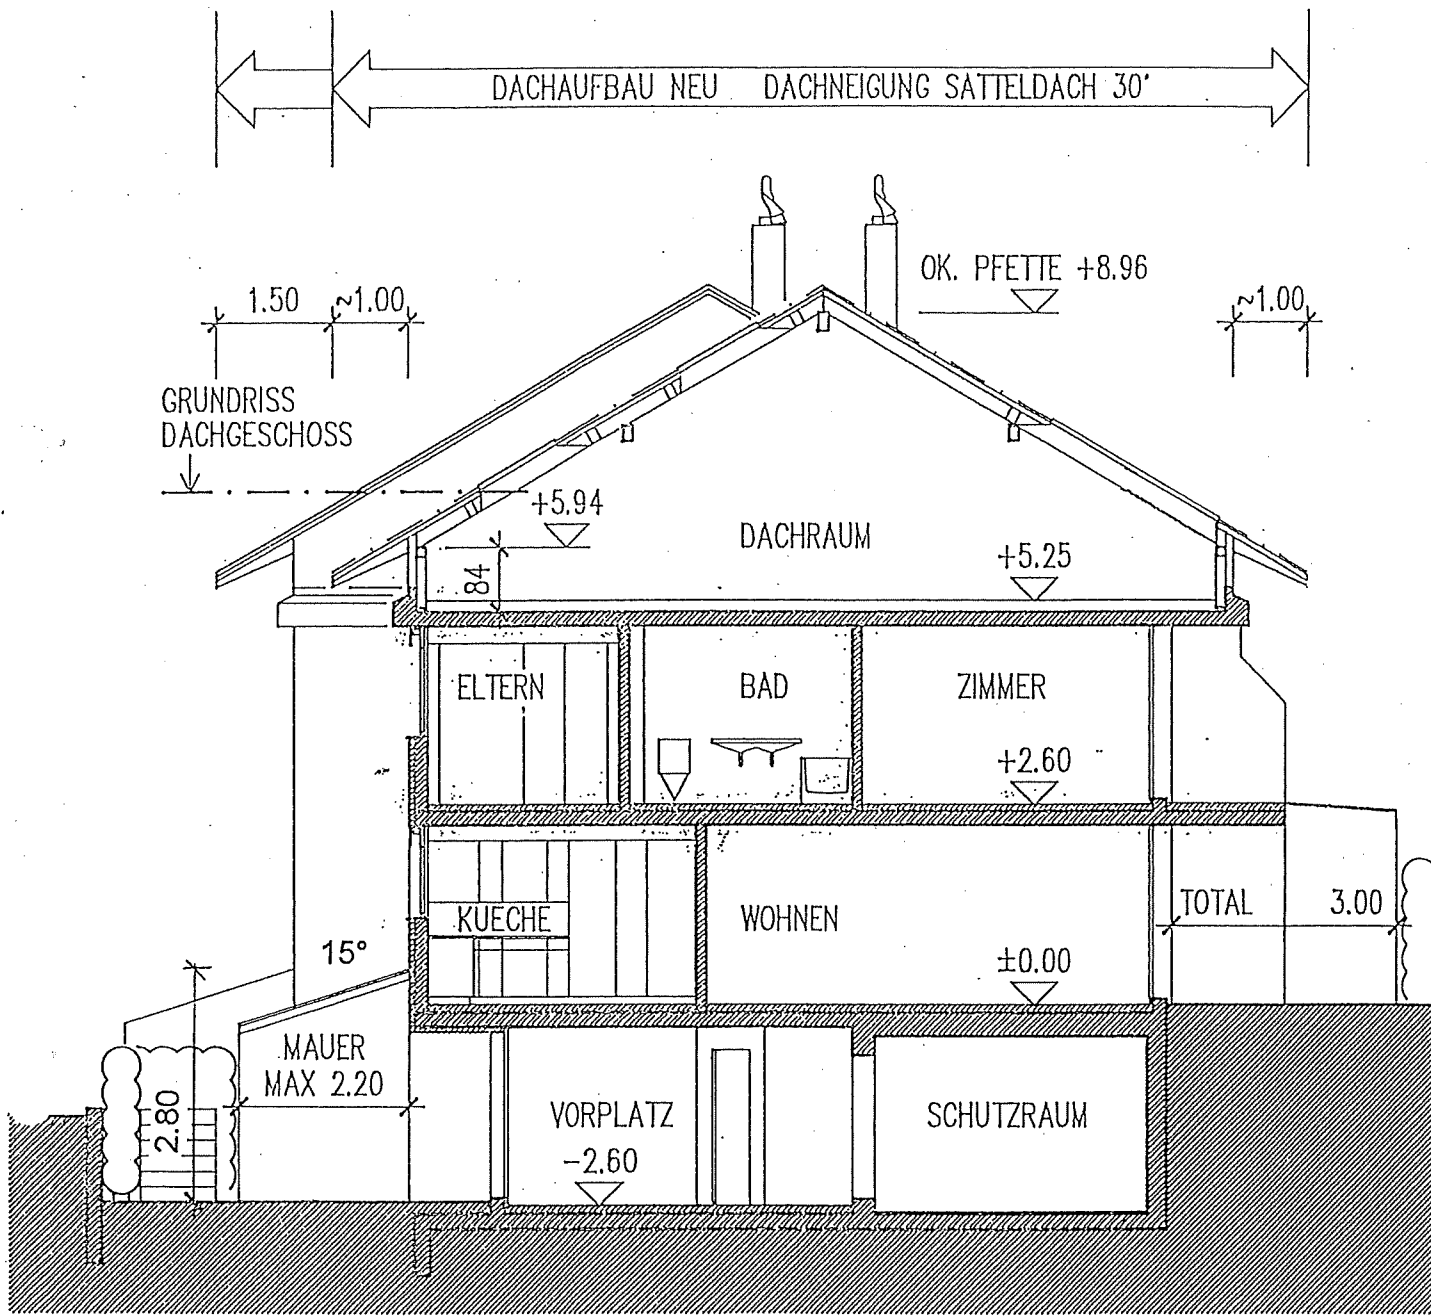 DACHAUFBAU NEU DACHNEIGUNG SATTELDACH 30°
OK. PFETTE +8.96
1.50
~1.00
~1.00
GRUNDRISS
DACHGESCHOSS
+5.94
DACHRAUM
+5.25
84
ELTERN
BAD
ZIMMER
+2.60
KUECHE
WOHNEN
TOTAL 3.00
15°
±0.00
MAUER
MAX 2.20
2.80
VORPLATZ
SCHUTZRAUM
-2.60